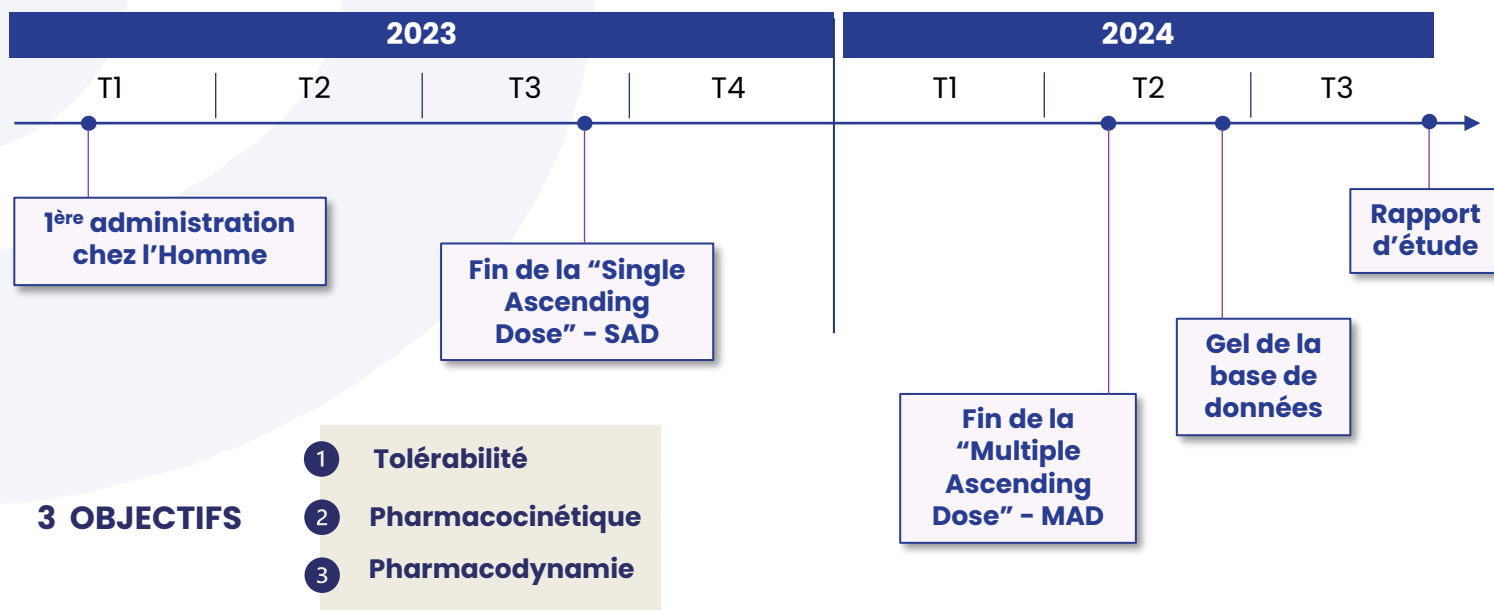 2023
2024
T1
T2
T3
T4
T1
T2
T3
1ère administration
chez l’Homme
Fin de la “Single
Ascending
Dose” - SAD
Fin de la
“Multiple
Ascending
Dose” - MAD
Gel de la
base de
données
Rapport
d’étude
3 OBJECTIFS
1 Tolérabilité
2 Pharmacocinétique
3 Pharmacodynamie